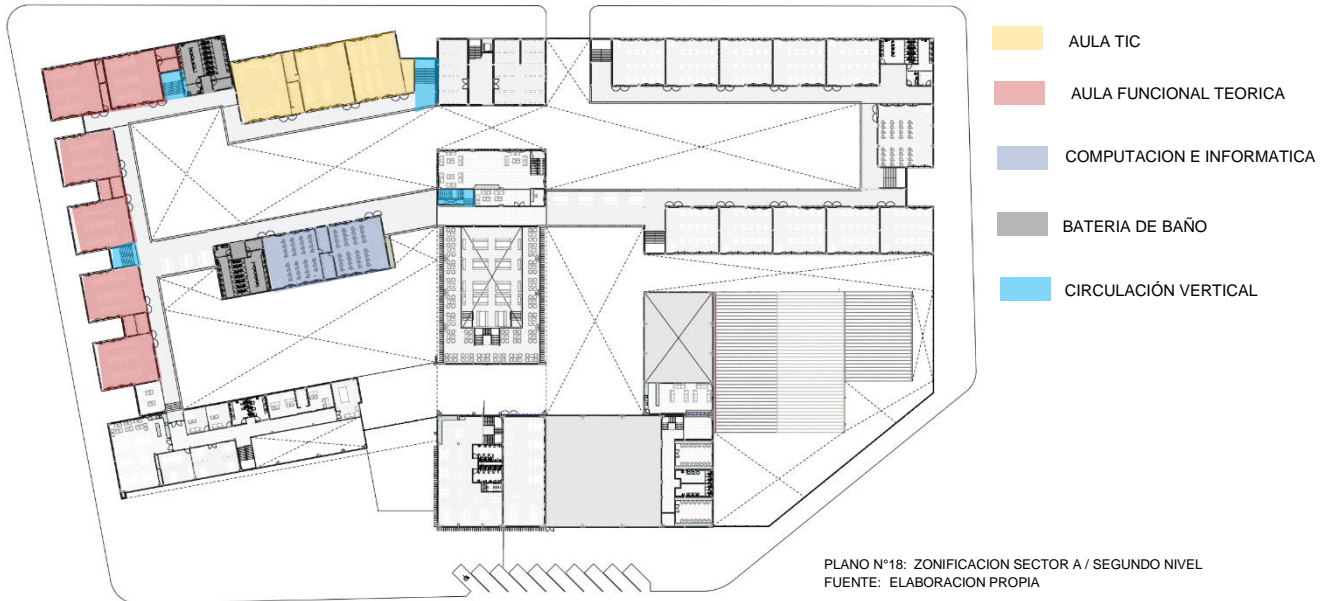 AULA TIC
AULA FUNCIONAL TEORICA
COMPUTACION E INFORMATICA
BATERIA DE BAÑO
CIRCULACIÓN VERTICAL
PLANO N°18: ZONIFICACION SECTOR A / SEGUNDO NIVEL
FUENTE: ELABORACION PROPIA